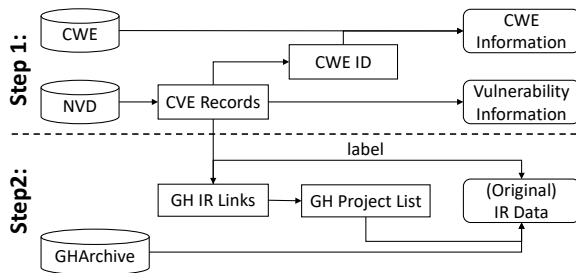 Step 1:
CWE
CWE
Information
CWE ID
NVD
CVE Records
Vulnerability
Information
Step2:
label
GH IR Links
GH Project List
(Original)
IR Data
GHArchive